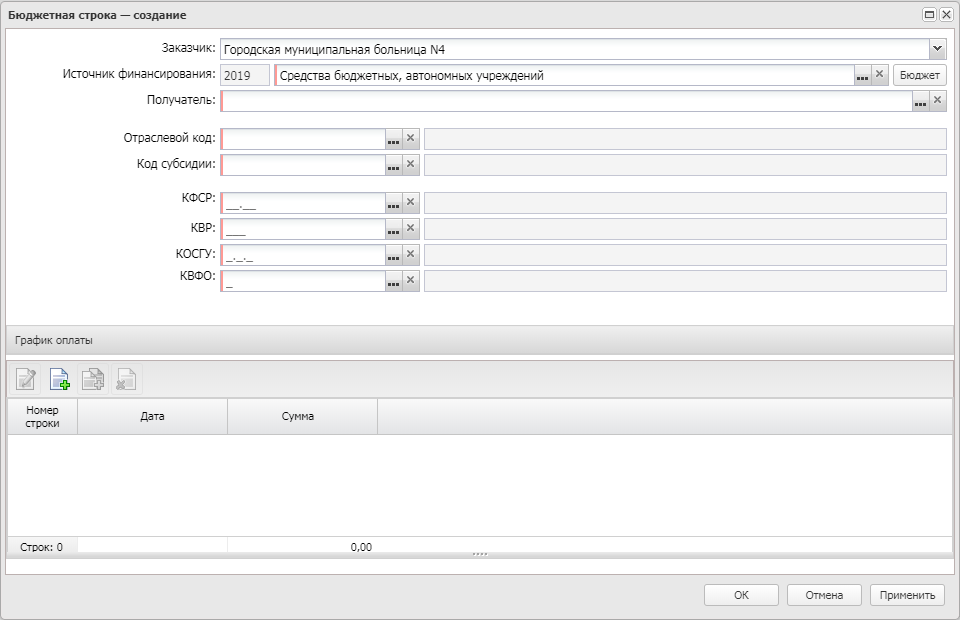 Бюджетная строка — создание
Заказчик: Городская муниципальная больница N4
Источник финансирования: 2019 Средства бюджетных, автономных учреждений ... Бюджет
Получатель: ...
Отраслевой код: ...
Код субсидии: ...
КФСР: __.__ ...
КВР: ___ ...
КОСГУ: _._._ ...
КВФО: _ ...
График оплаты
Номер строки Дата Сумма
Строк: 0 0,00
ОК Отмена Применить